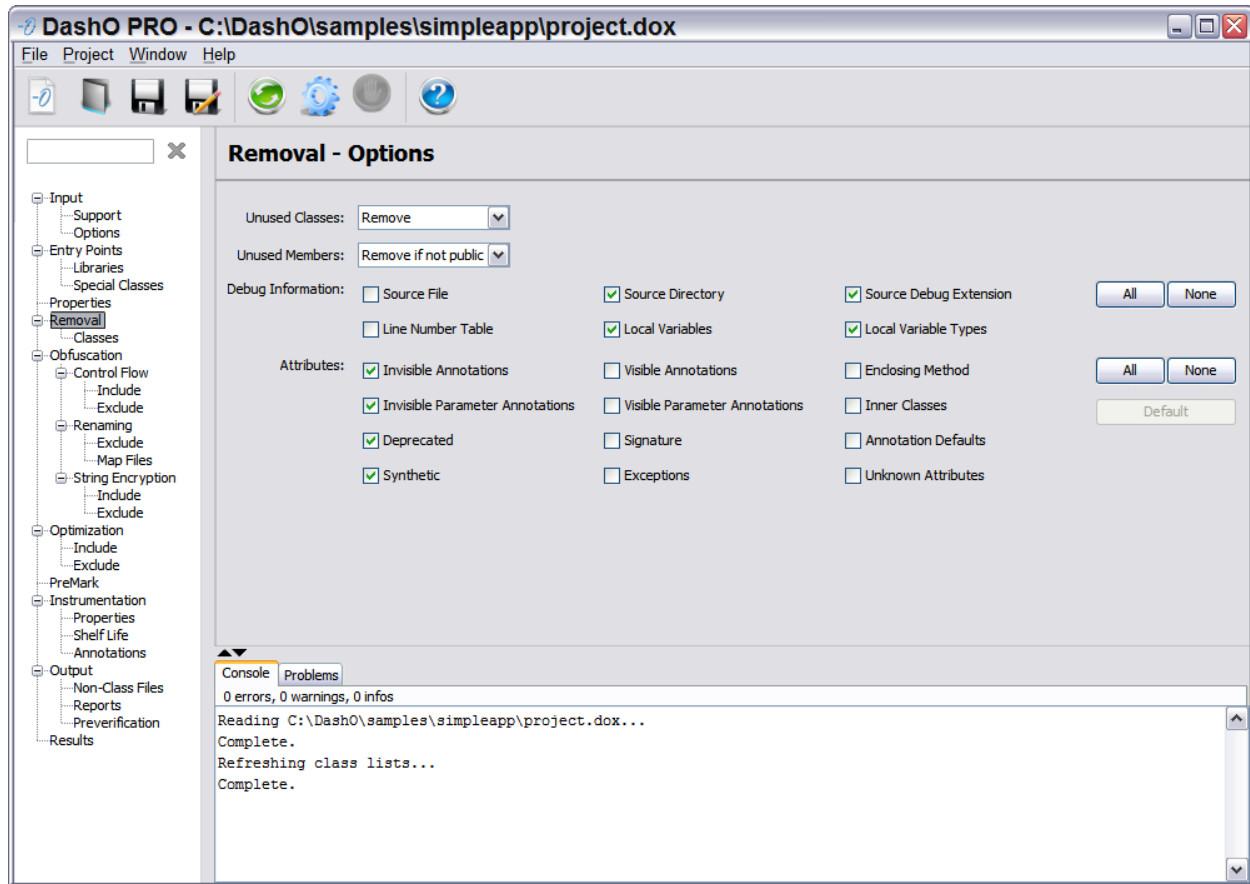 DashO PRO - C:\DashO\samples\simpleapp\project.dox
File Project Window Help
Input
Support
Options
Entry Points
Libraries
Special Classes
Properties
Removal
Classes
Obfuscation
Control Flow
Include
Exclude
Renaming
Exclude
Map Files
String Encryption
Include
Exclude
Optimization
Include
Exclude
PreMark
Instrumentation
Properties
Shelf Life
Annotations
Output
Non-Class Files
Reports
Preverification
Results
Removal - Options
Unused Classes: Remove
Unused Members: Remove if not public
Debug Information: Source File Source Directory Source Debug Extension All None
Line Number Table Local Variables Local Variable Types
Attributes: Invisible Annotations Visible Annotations Enclosing Method All None
Invisible Parameter Annotations Visible Parameter Annotations Inner Classes Default
Deprecated Signature Annotation Defaults
Synthetic Exceptions Unknown Attributes
Console Problems
0 errors, 0 warnings, 0 infos
Reading C:\DashO\samples\simpleapp\project.dox...
Complete.
Refreshing class lists...
Complete.